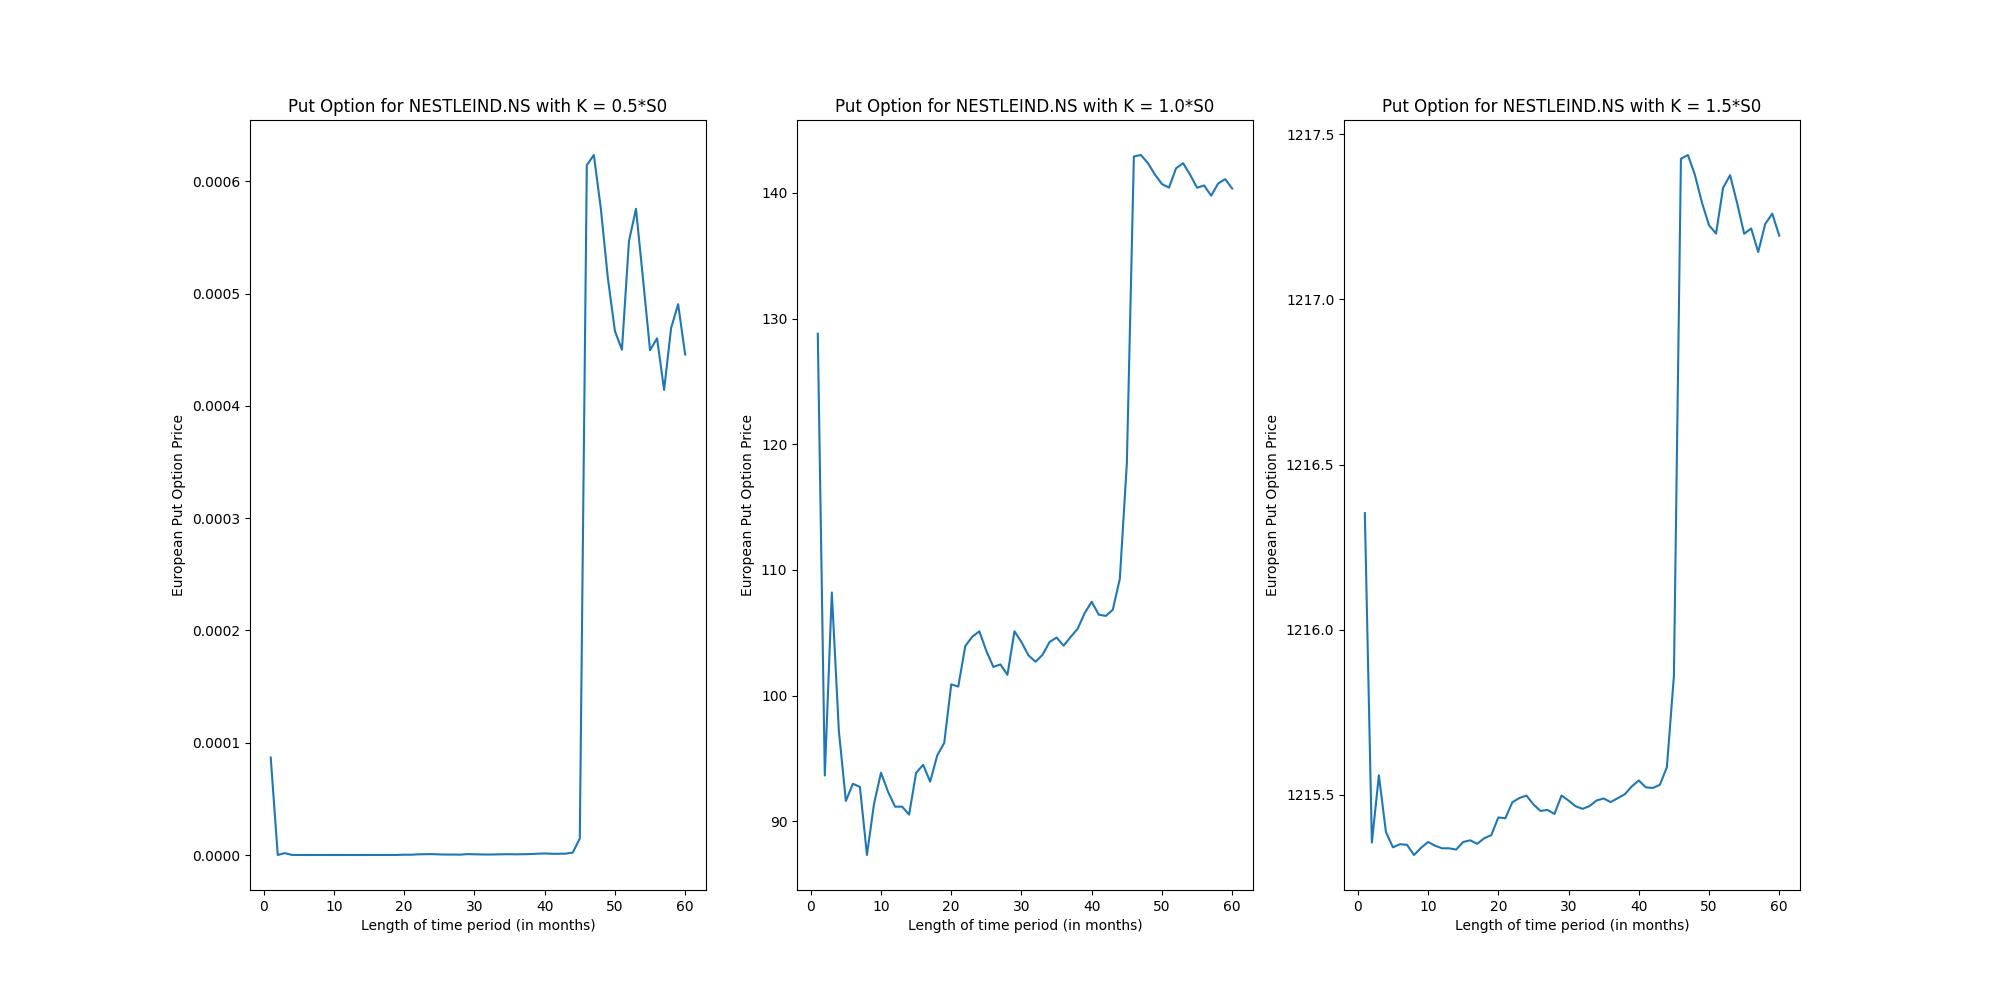 Put Option for NESTLEIND.NS with K = 0.5*S0
European Put Option Price
0.0006
0.0005
0.0004
0.0003
0.0002
0.0001
0.0000
0 10 20 30 40 50 60
Length of time period (in months)
Put Option for NESTLEIND.NS with K = 1.0*S0
European Put Option Price
140
130
120
110
100
90
0 10 20 30 40 50 60
Length of time period (in months)
Put Option for NESTLEIND.NS with K = 1.5*S0
European Put Option Price
1217.5
1217.0
1216.5
1216.0
1215.5
0 10 20 30 40 50 60
Length of time period (in months)